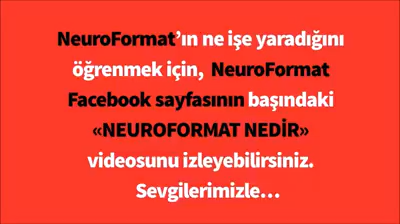 NeuroFormat’ın ne işe yaradığını
öğrenmek için, NeuroFormat
Facebook sayfasının başındaki
«NEUROFORMAT NEDİR»
videosunu izleyebilirsiniz.
Sevgilerimizle...